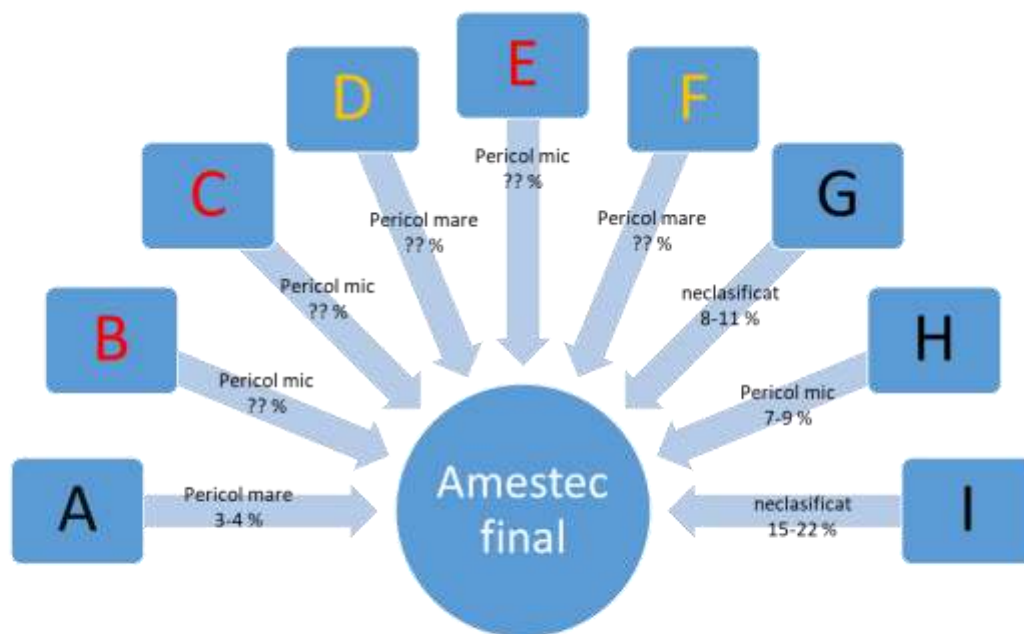 A
Pericol mare
3-4 %
B
Pericol mic
?? %
C
Pericol mic
?? %
D
Pericol mare
?? %
E
Pericol mic
?? %
F
Pericol mare
?? %
G
neclasificat
8-11 %
H
Pericol mic
7-9 %
I
neclasificat
15-22 %
Amestec
final